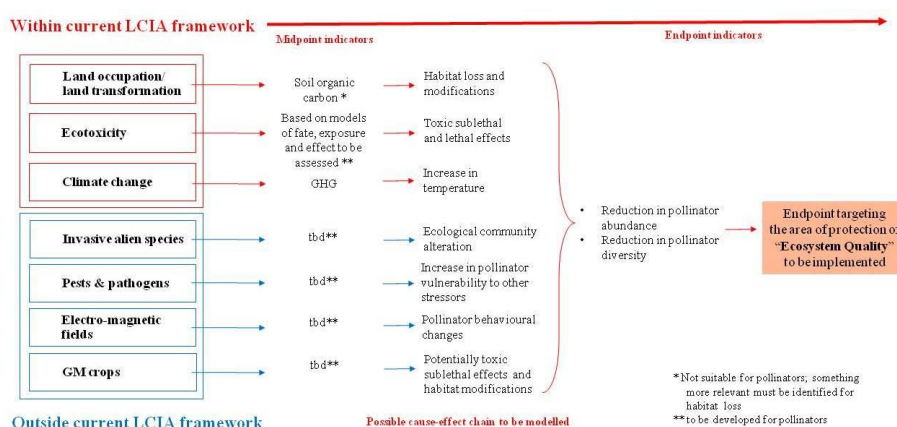 Within current LCIA framework
Midpoint indicators
Endpoint indicators
Land occupation/
land transformation
Soil organic
carbon *
Habitat loss and
modifications
Ecotoxicity
Based on models
of fate, exposure
and effect to be
assessed **
Toxic sublethal
and lethal effects
Climate change
GHG
Increase in
temperature
Invasive alien species
tbd**
Ecological community
alteration
Pests & pathogens
tbd**
Increase in pollinator
vulnerability to other
stressors
Electro-magnetic
fields
tbd**
Pollinator behavioural
changes
GM crops
tbd**
Potentially toxic
sublethal effects and
habitat modifications
• Reduction in pollinator
abundance
• Reduction in pollinator
diversity
Endpoint targeting
the area of protection of
“Ecosystem Quality”
to be implemented
* Not suitable for pollinators; something
more relevant must be identified for
habitat loss
** to be developed for pollinators
Outside current LCIA framework
Possible cause-effect chain to be modelled